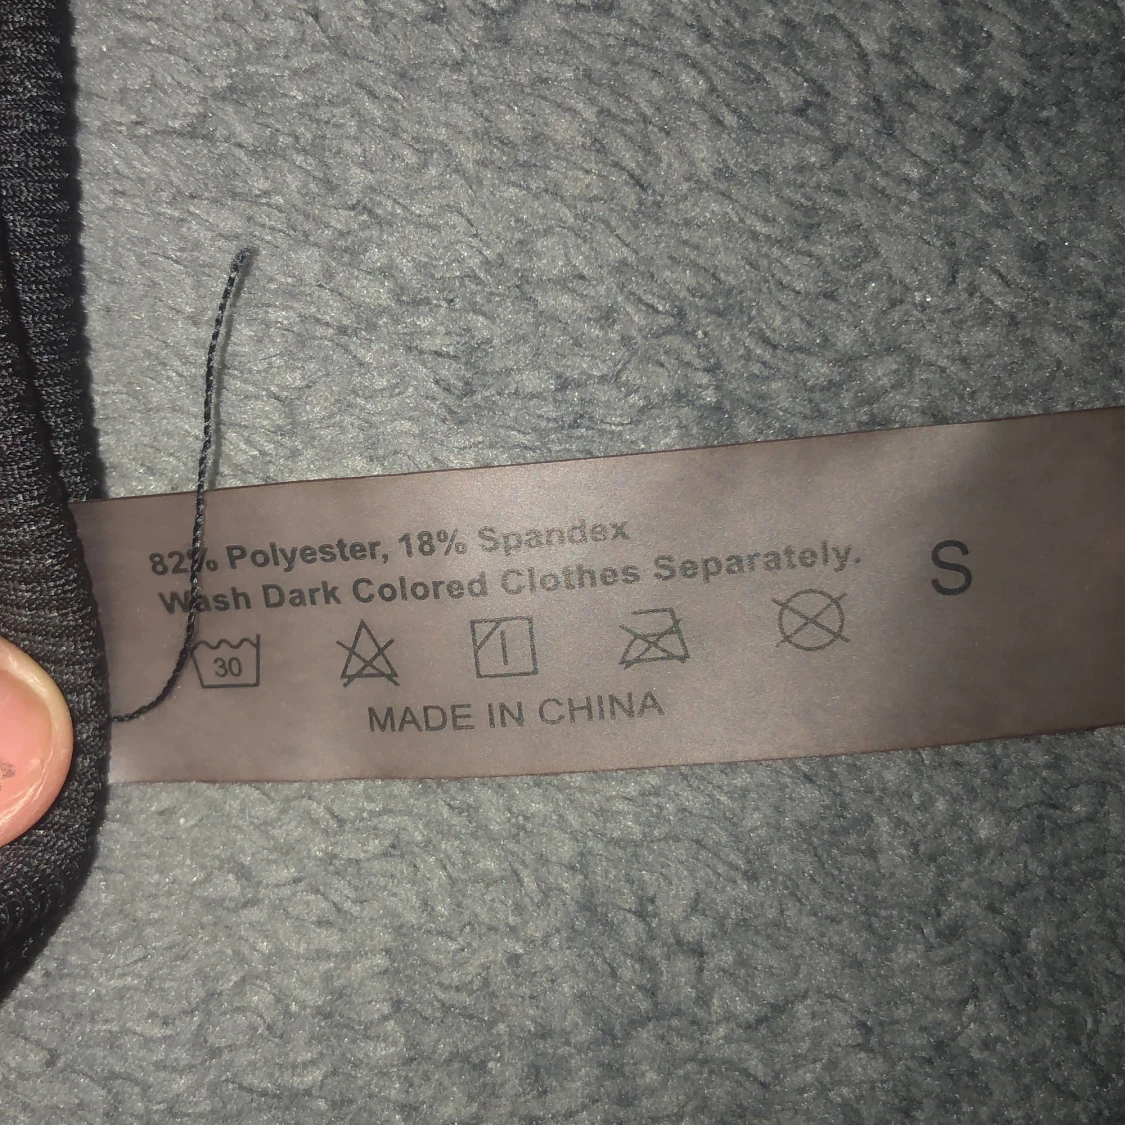 82% Polyester, 18% Spandex
Wash Dark Colored Clothes Separately.
S
30
MADE IN CHINA